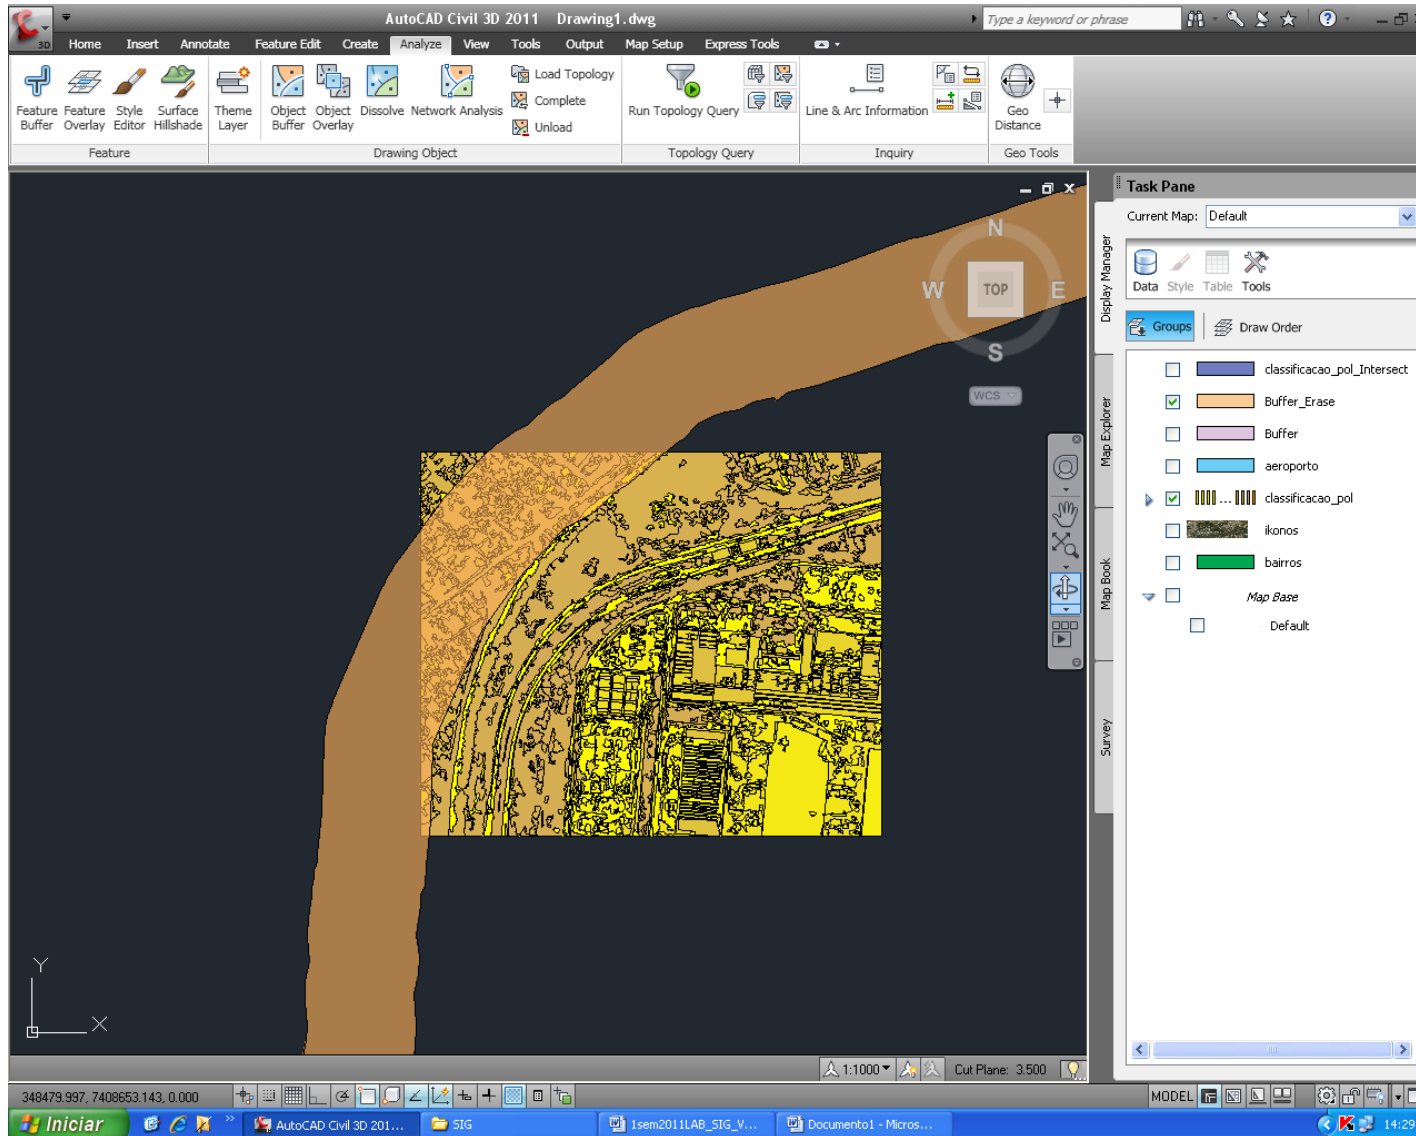 AutoCAD Civil 3D 2011 Drawing1.dwg
Type a keyword or phrase
3D
Home Insert Annotate Feature Edit Create Analyze View Tools Output Map Setup Express Tools
Feature Buffer
Feature Overlay
Style Editor
Surface Hillshade
Theme Layer
Object Buffer
Object Overlay
Dissolve
Network Analysis
Load Topology
Complete
Unload
Run Topology Query
Line & Arc Information
Geo Distance
Feature
Drawing Object
Topology Query
Inquiry
Geo Tools
N
W
TOP
E
S
WCS
Task Pane
Current Map: Default
Data Style Table Tools
Groups Draw Order
Display Manager
Map Explorer
Map Book
Survey
classificacao_pol_Intersect
Buffer_Erase
Buffer
aeroporto
... classificacao_pol
ikonos
bairros
Map Base
Default
Y
X
1:1000
Cut Plane: 3.500
348479.997, 7408653.143, 0.000
MODEL
Iniciar
AutoCAD Civil 3D 201...
SIG
1sem2011LAB_SIG_V...
Documento1 - Micros...
14:29